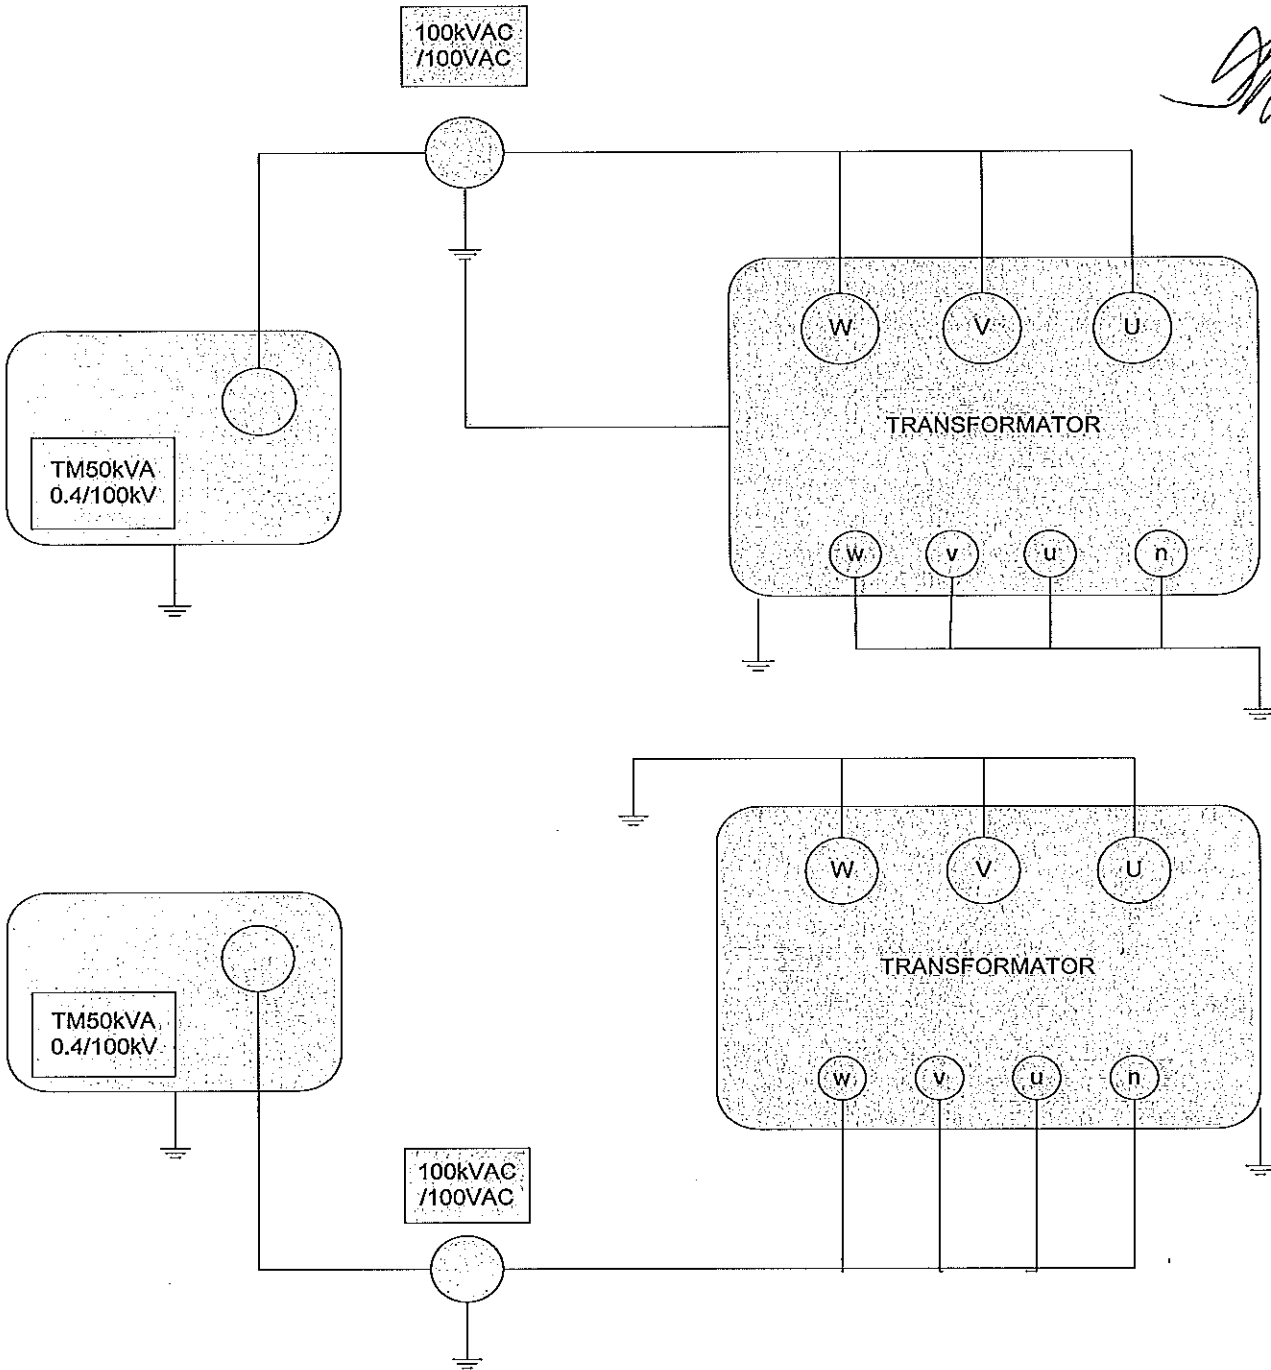 100kVAC
/100VAC
W V U
TRANSFORMATOR
TM50kVA
0.4/100kV
w v u n
W V U
TRANSFORMATOR
TM50kVA
0.4/100kV
w v u n
100kVAC
/100VAC